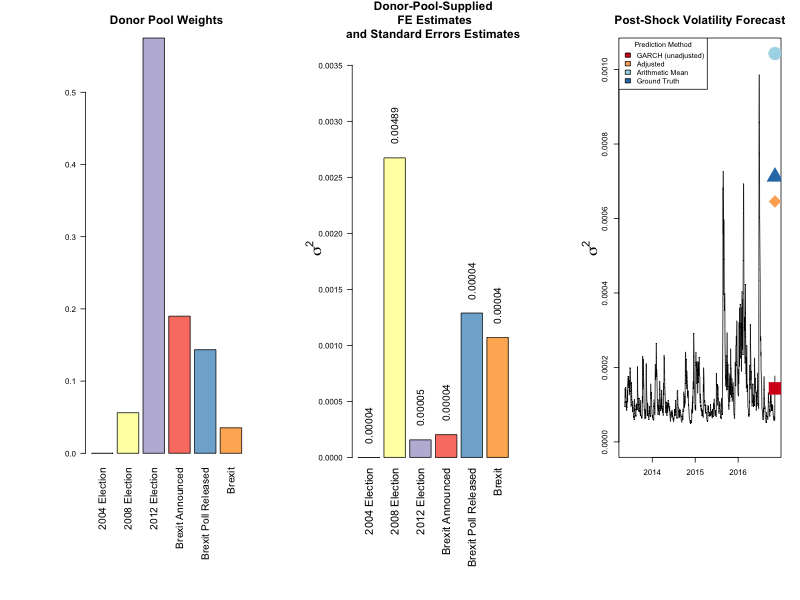 Donor Pool Weights
0.0
0.1
0.2
0.3
0.4
0.5
2004 Election
2008 Election
2012 Election
Brexit Announced
Brexit Poll Released
Brexit
Donor-Pool-Supplied
FE Estimates
and Standard Errors Estimates
σ²
0.0000
0.0005
0.0010
0.0015
0.0020
0.0025
0.0030
0.0035
0.00004
0.00489
0.00005
0.00004
0.00004
0.00004
2004 Election
2008 Election
2012 Election
Brexit Announced
Brexit Poll Released
Brexit
Post-Shock Volatility Forecast
Prediction Method
GARCH (unadjusted)
Adjusted
Arithmetic Mean
Ground Truth
σ²
0.0000
0.0002
0.0004
0.0006
0.0008
0.0010
2014
2015
2016